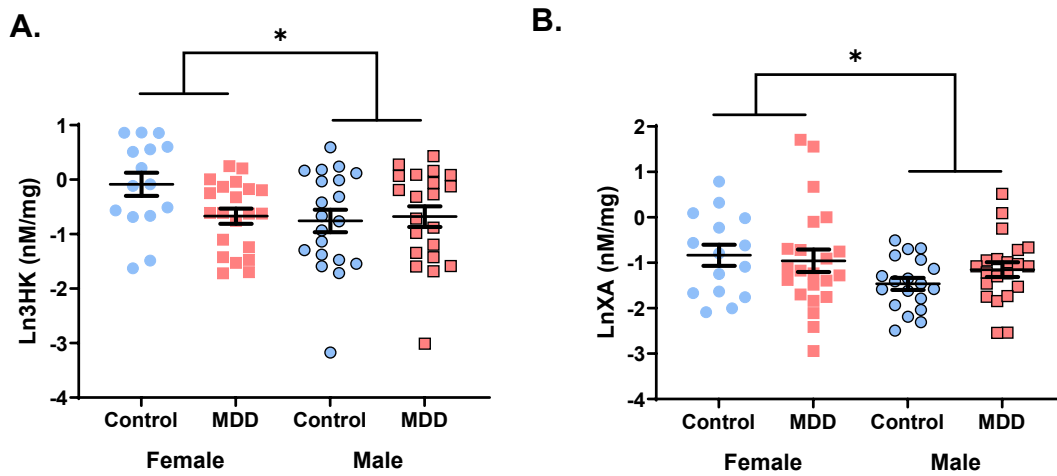 A.
*
Ln3HK (nM/mg)
1
0
-1
-2
-3
-4
Control
MDD
Control
MDD
Female
Male
B.
*
LnXA (nM/mg)
2
1
0
-1
-1
-2
-3
-4
Control
MDD
Control
MDD
Female
Male